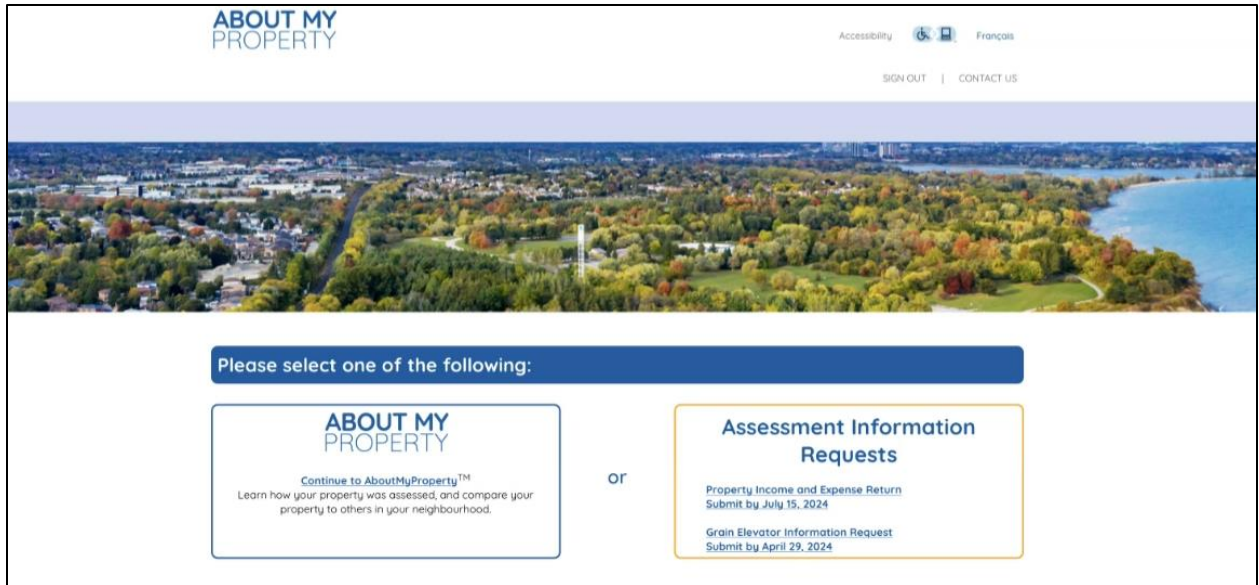 ABOUT MY
PROPERTY
Accessibility
Français
SIGN OUT | CONTACT US
Please select one of the following:
ABOUT MY
PROPERTY
Continue to AboutMyProperty™
Learn how your property was assessed, and compare your
property to others in your neighbourhood.
or
Assessment Information
Requests
Property Income and Expense Return
Submit by July 15, 2024
Grain Elevator Information Request
Submit by April 29, 2024